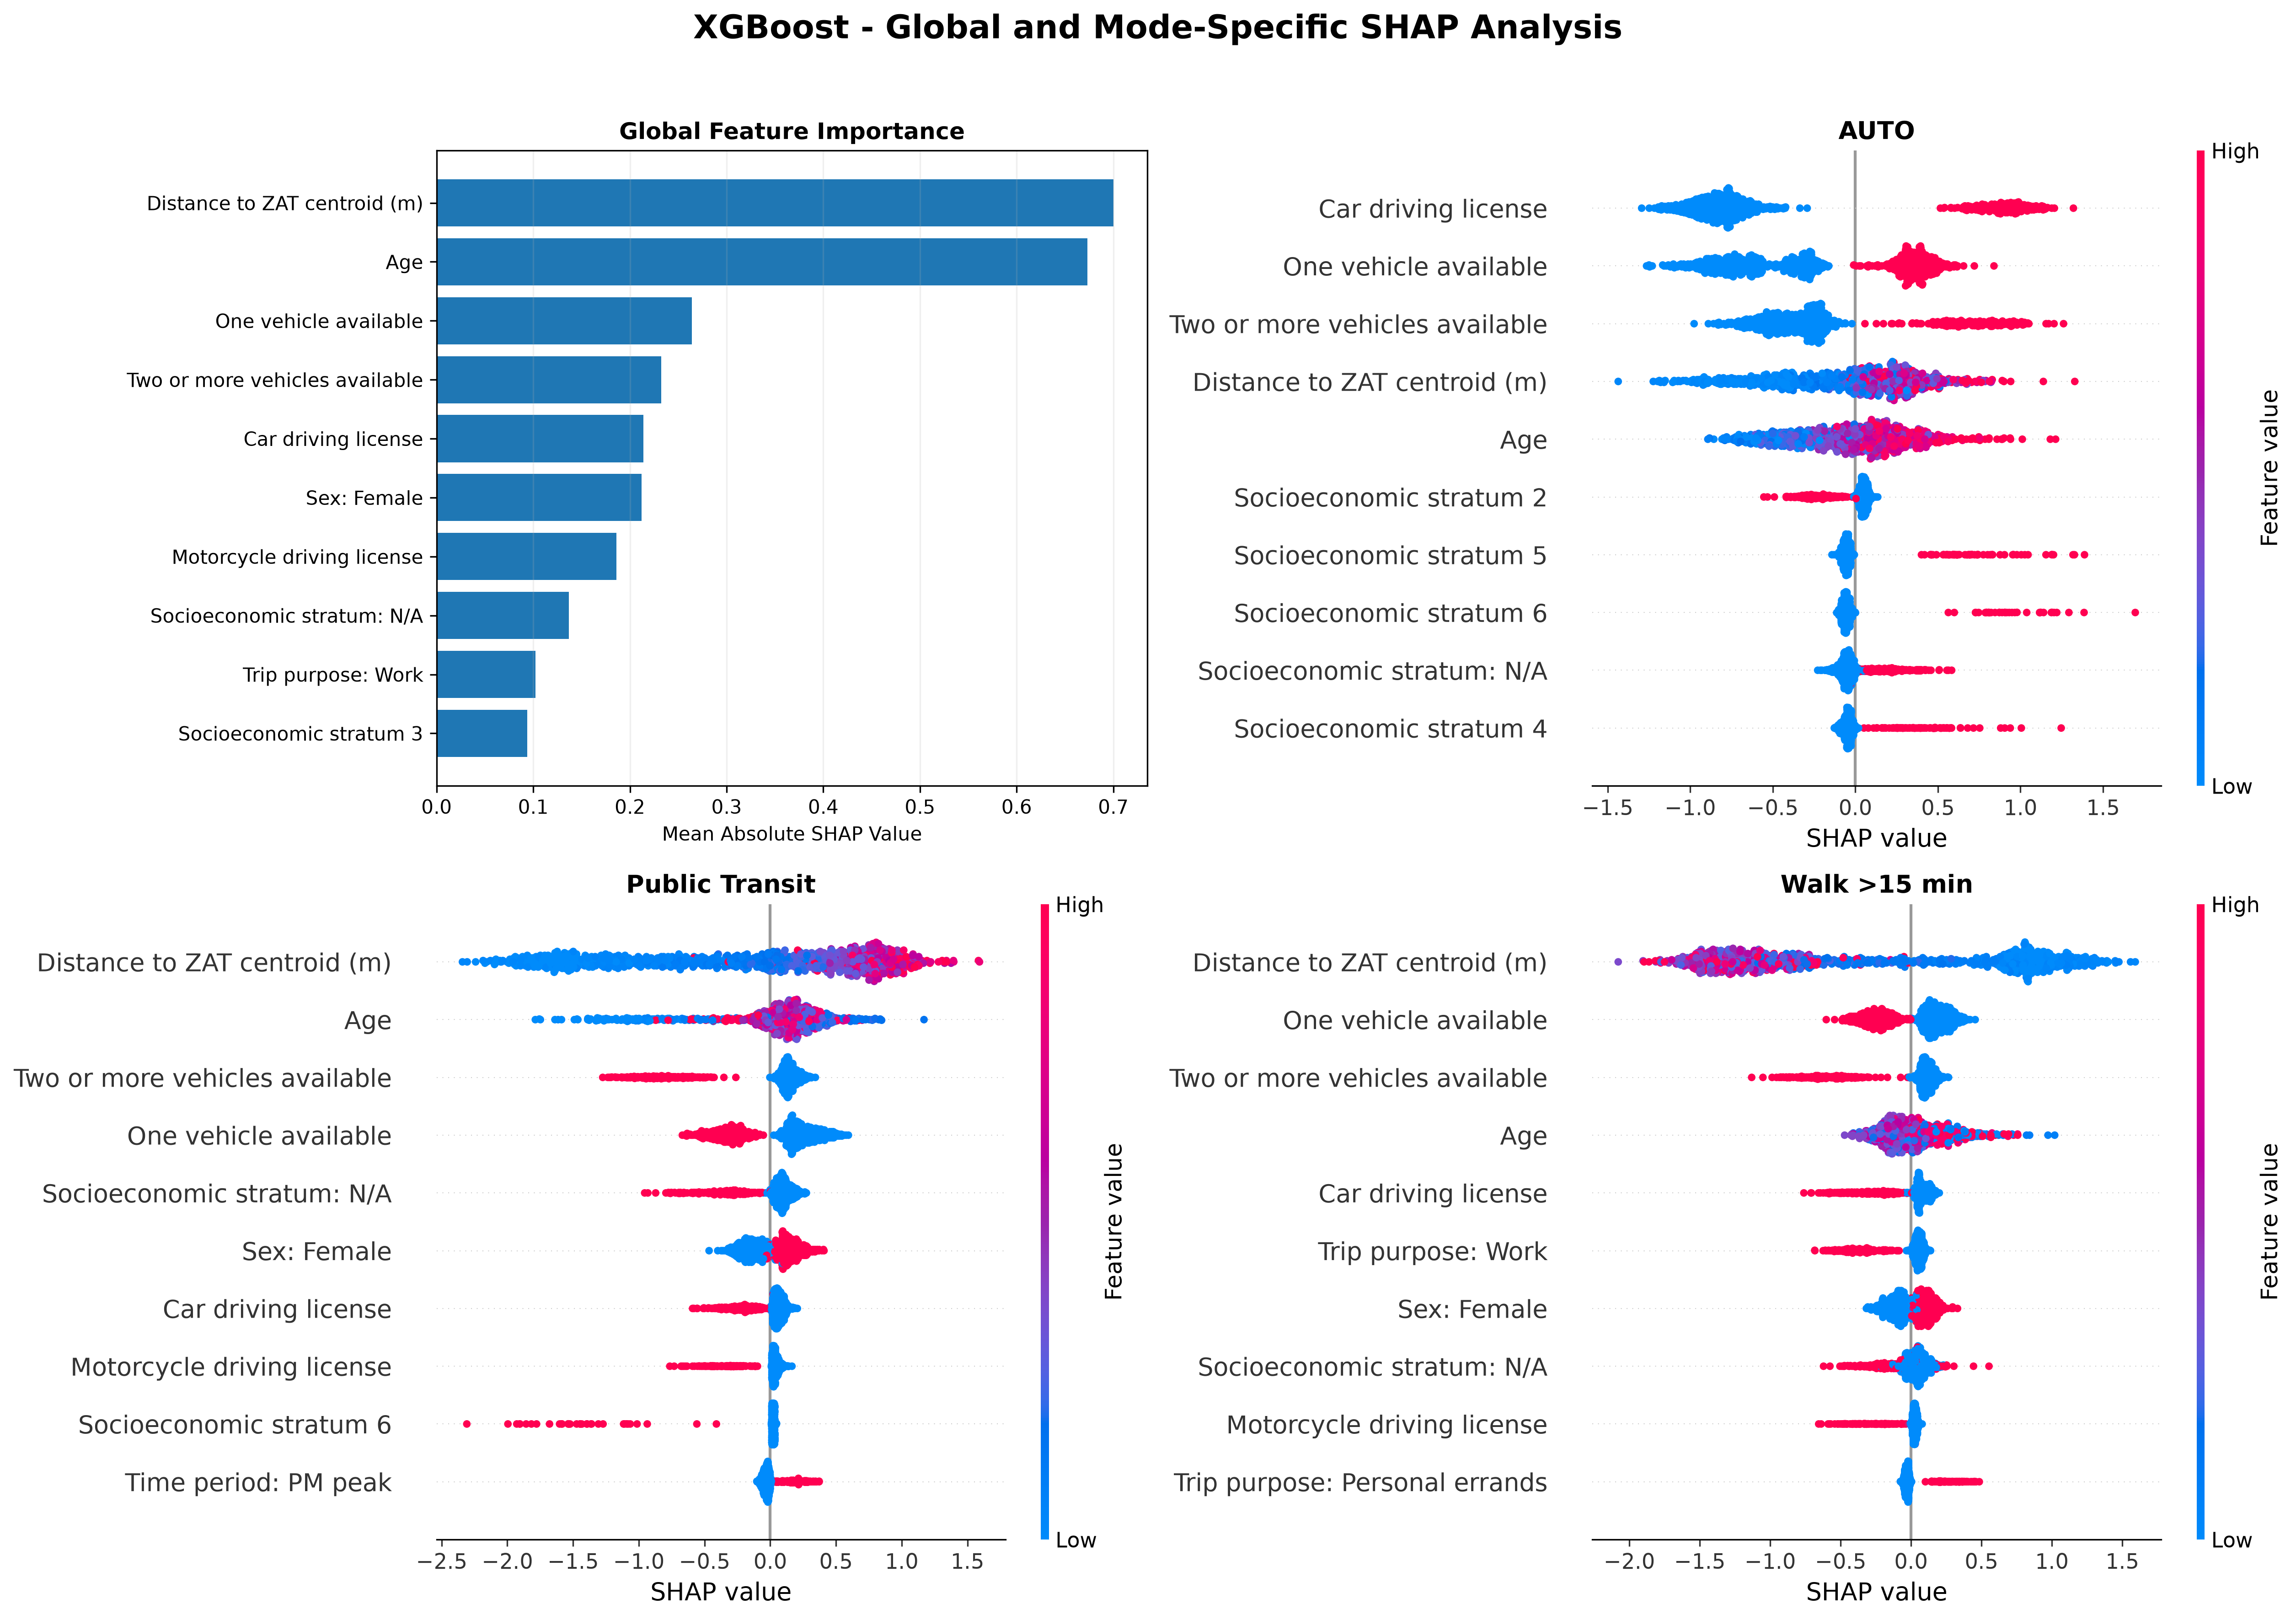 XGBoost - Global and Mode-Specific SHAP Analysis
Global Feature Importance
Distance to ZAT centroid (m)
Age
One vehicle available
Two or more vehicles available
Car driving license
Sex: Female
Motorcycle driving license
Socioeconomic stratum: N/A
Trip purpose: Work
Socioeconomic stratum 3
0.0 0.1 0.2 0.3 0.4 0.5 0.6 0.7
Mean Absolute SHAP Value
AUTO
Car driving license
One vehicle available
Two or more vehicles available
Distance to ZAT centroid (m)
Age
Socioeconomic stratum 2
Socioeconomic stratum 5
Socioeconomic stratum 6
Socioeconomic stratum: N/A
Socioeconomic stratum 4
−1.5 −1.0 −0.5 0.0 0.5 1.0 1.5
SHAP value
High
Feature value
Low
Public Transit
Distance to ZAT centroid (m)
Age
Two or more vehicles available
One vehicle available
Socioeconomic stratum: N/A
Sex: Female
Car driving license
Motorcycle driving license
Socioeconomic stratum 6
Time period: PM peak
−2.5 −2.0 −1.5 −1.0 −0.5 0.0 0.5 1.0 1.5
SHAP value
High
Feature value
Low
Walk >15 min
Distance to ZAT centroid (m)
One vehicle available
Two or more vehicles available
Age
Car driving license
Trip purpose: Work
Sex: Female
Socioeconomic stratum: N/A
Motorcycle driving license
Trip purpose: Personal errands
−2.0 −1.5 −1.0 −0.5 0.0 0.5 1.0 1.5
SHAP value
High
Feature value
Low